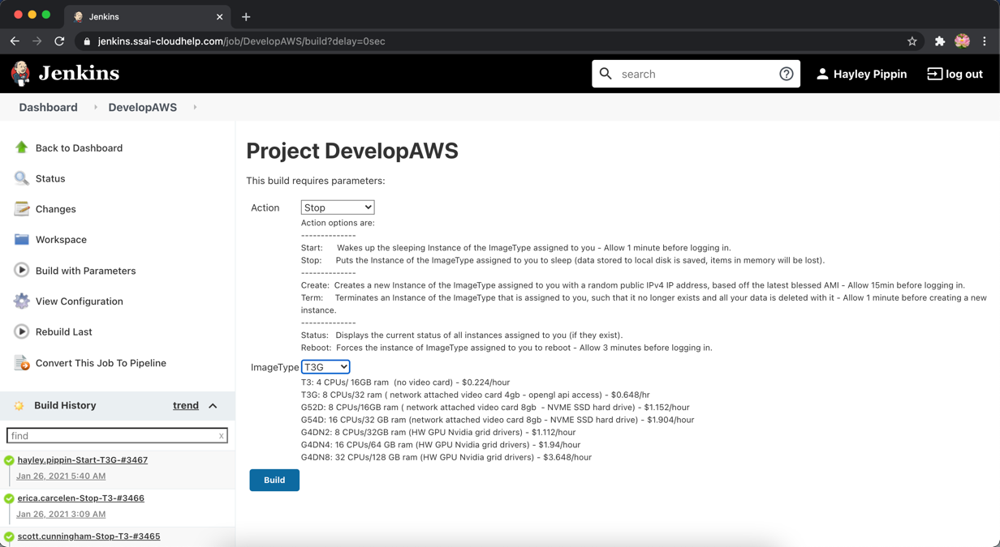 Jenkins
jenkins.ssai-cloudhelp.com/job/DevelopAWS/build?delay=0sec
Jenkins
search
Hayley Pippin
log out
Dashboard
DevelopAWS
Back to Dashboard
Status
Changes
Workspace
Build with Parameters
View Configuration
Rebuild Last
Convert This Job To Pipeline
Build History
trend
find
x
hayley.pippin-Start-T3G-#3467
Jan 26, 2021 5:40 AM
erica.carcelen-Stop-T3-#3466
Jan 26, 2021 3:09 AM
scott.cunningham-Stop-T3-#3465
Project DevelopAWS
This build requires parameters:
Action
Stop
Action options are:
--------------
Start: Wakes up the sleeping Instance of the ImageType assigned to you - Allow 1 minute before logging in.
Stop: Puts the Instance of the ImageType assigned to you to sleep (data stored to local disk is saved, items in memory will be lost).
--------------
Create: Creates a new Instance of the ImageType assigned to you with a random public IPv4 IP address, based off the latest blessed AMI - Allow 15min before logging in.
Term: Terminates an Instance of the ImageType that is assigned to you, such that it no longer exists and all your data is deleted with it - Allow 1 minute before creating a new
instance.
--------------
Status: Displays the current status of all instances assigned to you (if they exist).
Reboot: Forces the instance of ImageType assigned to you to reboot - Allow 3 minutes before logging in.
ImageType
T3G
T3: 4 CPUs/ 16GB ram (no video card) - $0.224/hour
T3G: 8 CPUs/32 ram ( network attached video card 4gb - opengl api access) - $0.648/hr
G52D: 8 CPUs/16GB ram ( network attached video card 8gb - NVME SSD hard drive) - $1.152/hour
G54D: 16 CPUs/32 GB ram (network attached video card 8gb - NVME SSD hard drive) - $1.904/hour
G4DN2: 8 CPUs/32GB ram (HW GPU Nvidia grid drivers) - $1.112/hour
G4DN4: 16 CPUs/64 GB ram (HW GPU Nvidia grid drivers) - $1.94/hour
G4DN8: 32 CPUs/128 GB ram (HW GPU Nvidia grid drivers) - $3.648/hour
Build